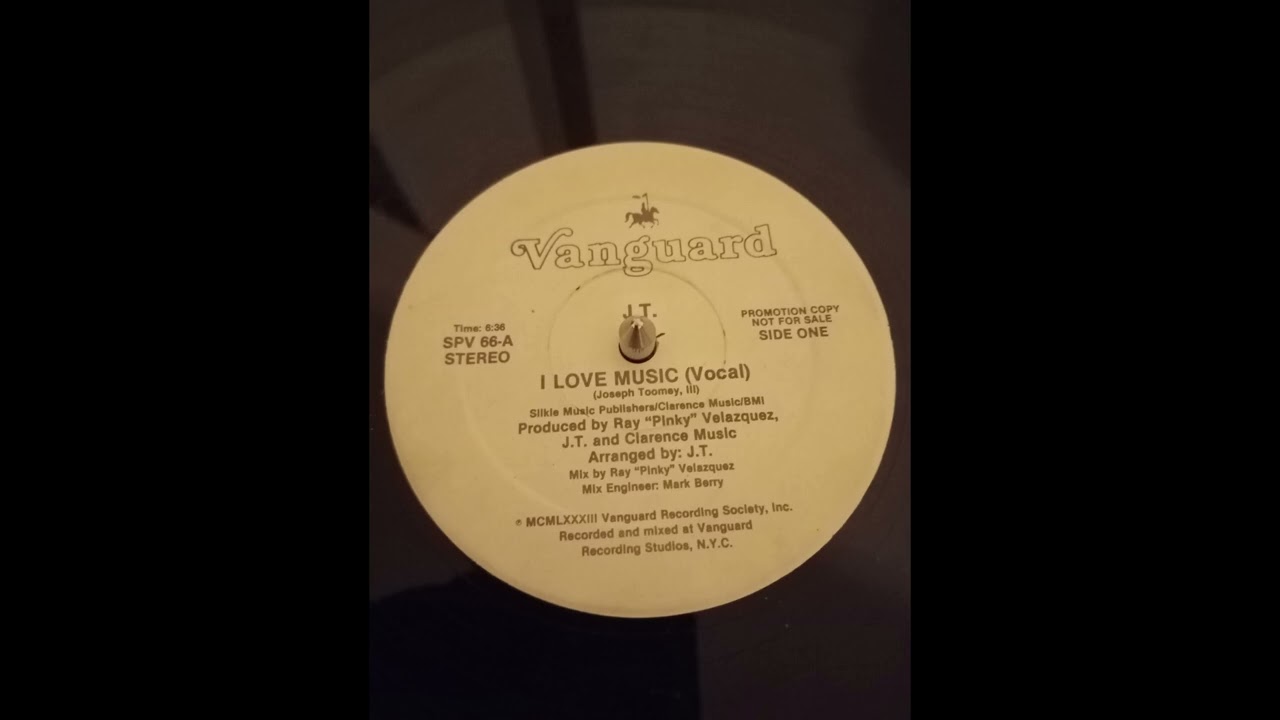 Vanguard
J.T.
Time: 6:36
SPV 66-A
STEREO
PROMOTION COPY
NOT FOR SALE
SIDE ONE
I LOVE MUSIC (Vocal)
(Joseph Toomey, III)
Silkie Music Publishers/Clarence Music/BMI
Produced by Ray "Pinky" Velazquez,
J.T. and Clarence Music
Arranged by: J.T.
Mix by Ray "Pinky" Velazquez
Mix Engineer: Mark Berry
℗ MCMLXXXIII Vanguard Recording Society, Inc.
Recorded and mixed at Vanguard
Recording Studios, N.Y.C.